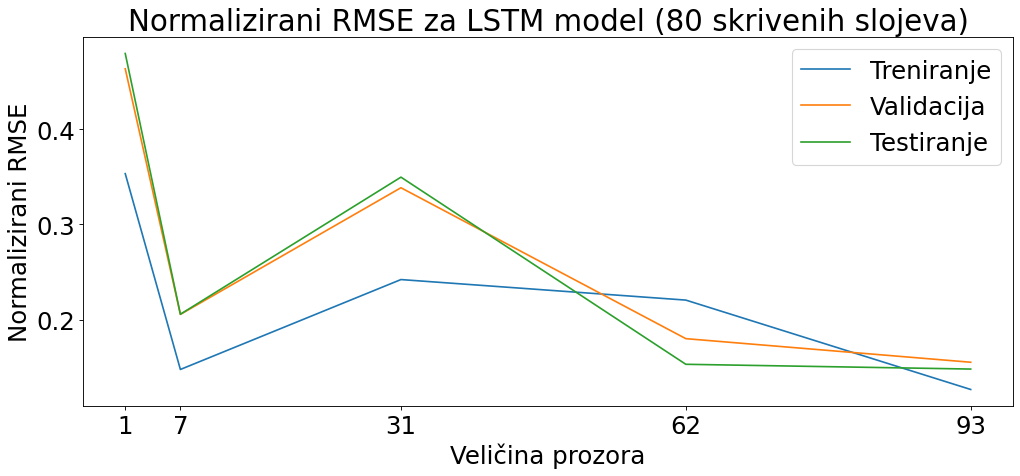 Normalizirani RMSE za LSTM model (80 skrivenih slojeva)
Treniranje
Validacija
Testiranje
Normalizirani RMSE
0.4
0.3
0.2
1 7 31 62 93
Veličina prozora